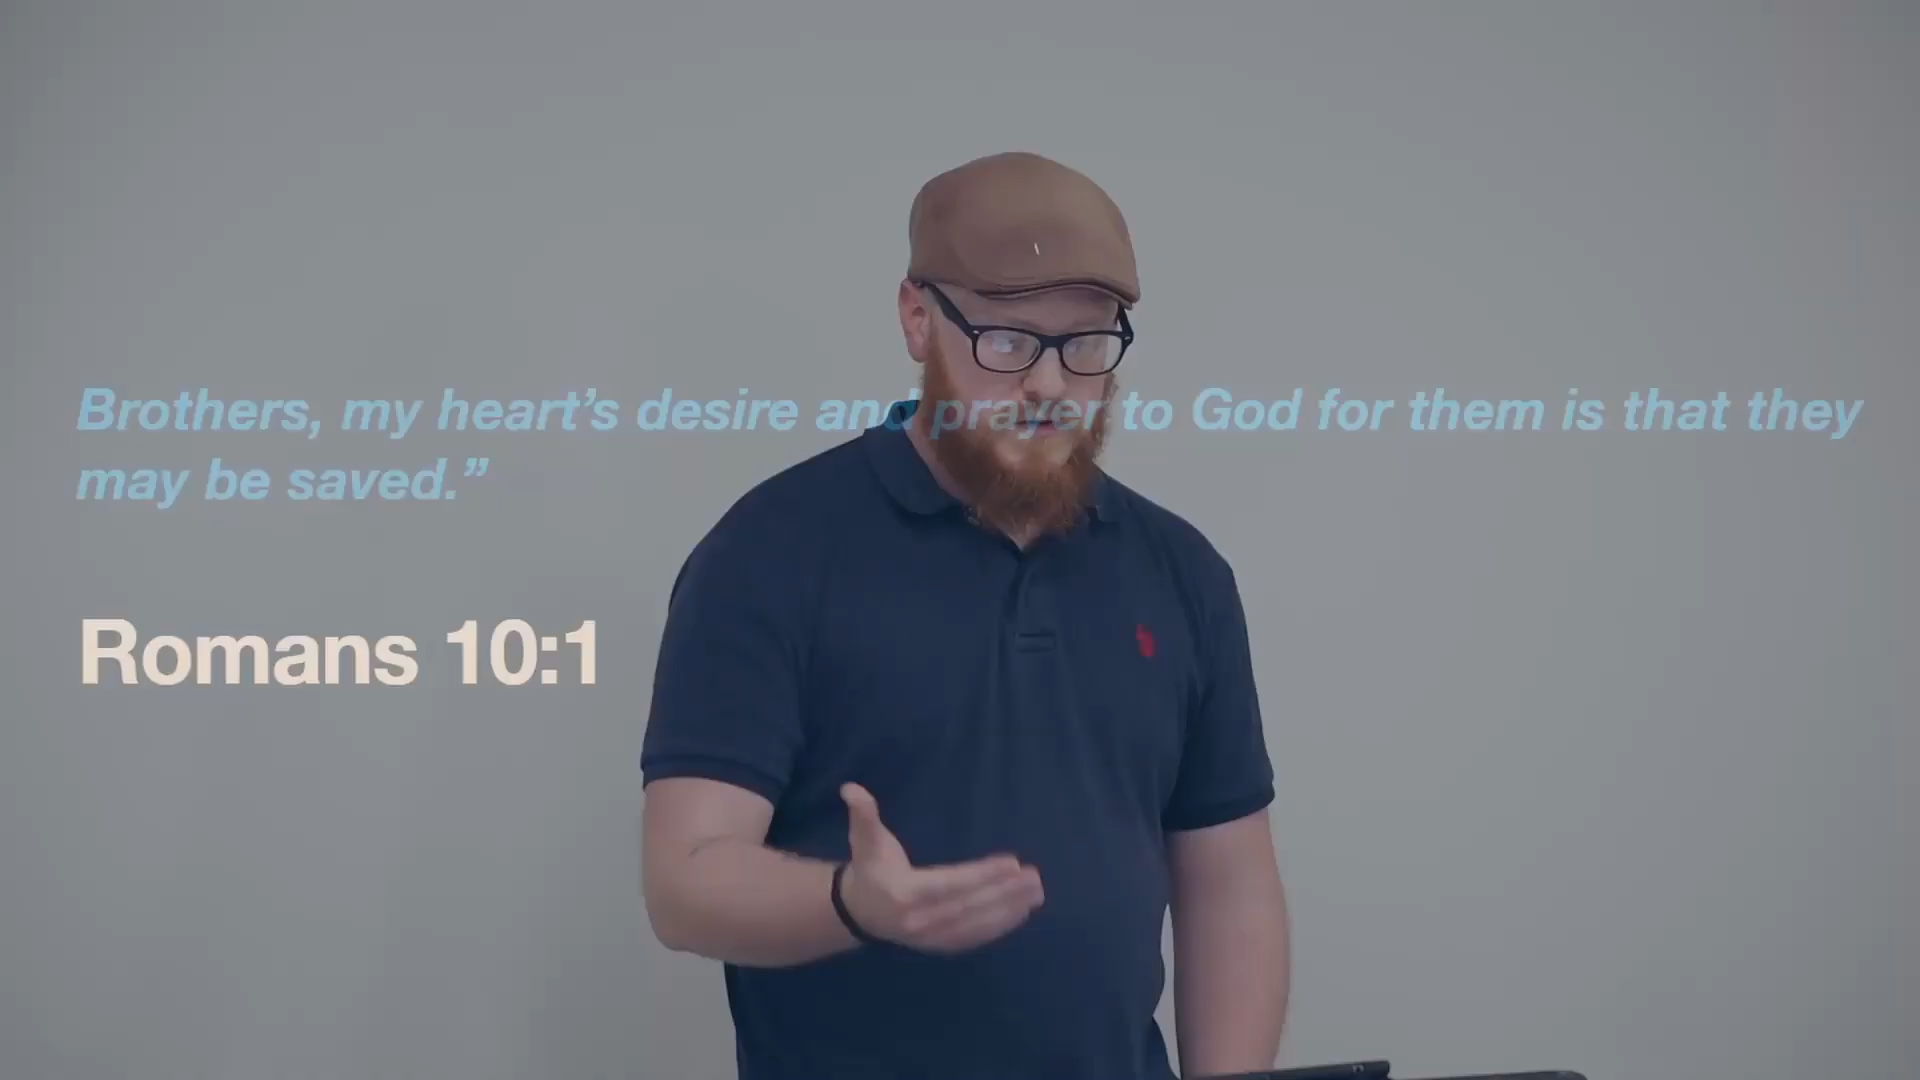 Brothers, my heart’s desire and prayer to God for them is that they
may be saved.”
Romans 10:1